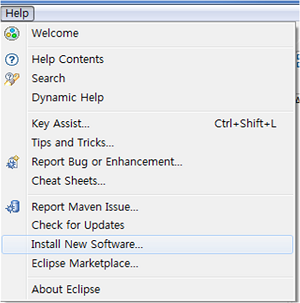 Help
Welcome
Help Contents
Search
Dynamic Help
Key Assist... Ctrl+Shift+L
Tips and Tricks...
Report Bug or Enhancement...
Cheat Sheets...
Report Maven Issue...
Check for Updates
Install New Software...
Eclipse Marketplace...
About Eclipse